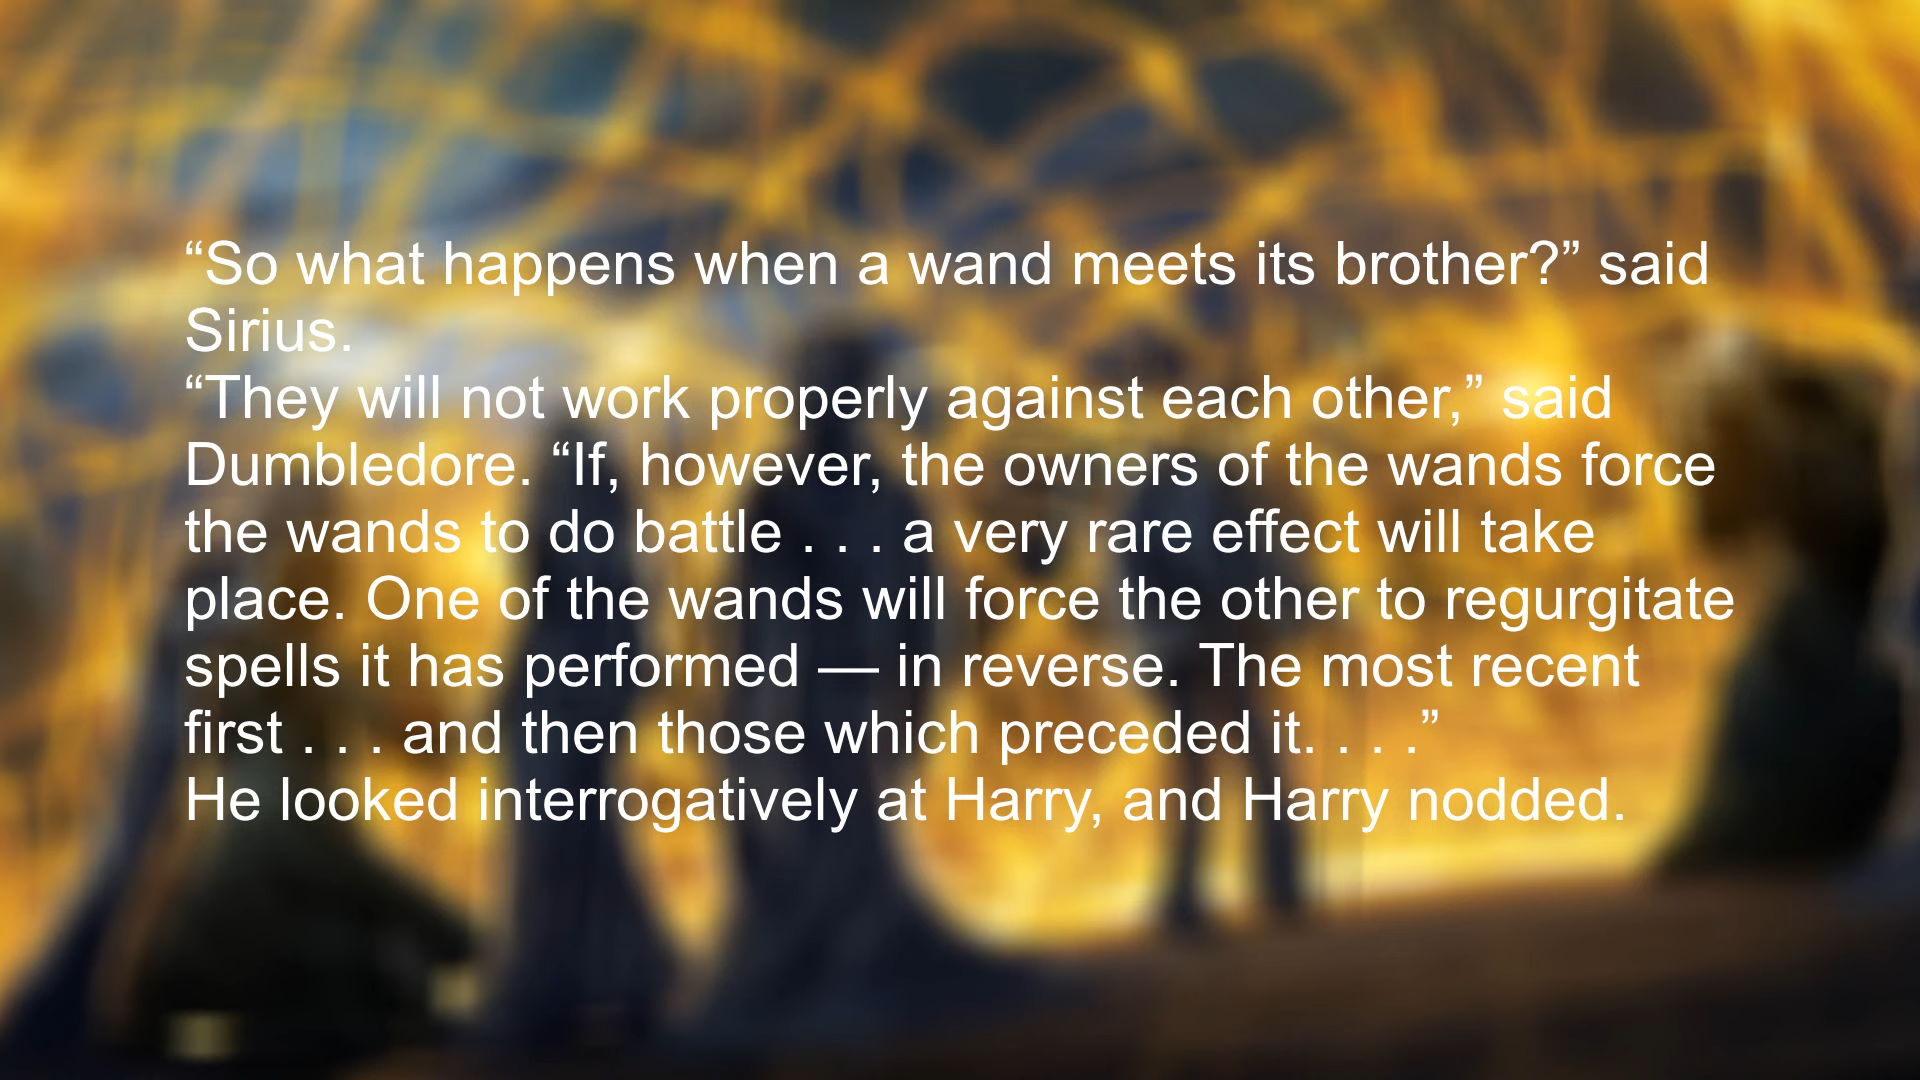 “So what happens when a wand meets its brother?” said
Sirius.
“They will not work properly against each other,” said
Dumbledore. “If, however, the owners of the wands force
the wands to do battle . . . a very rare effect will take
place. One of the wands will force the other to regurgitate
spells it has performed — in reverse. The most recent
first . . . and then those which preceded it. . . .”
He looked interrogatively at Harry, and Harry nodded.